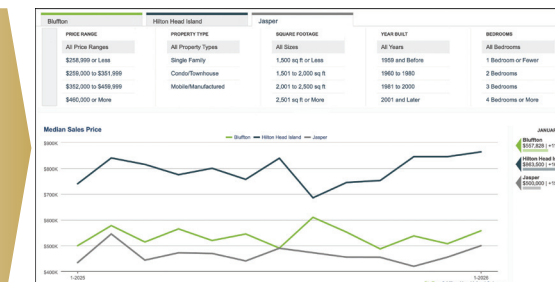 Bluffton Hilton Head Island Jasper
PRICE RANGE PROPERTY TYPE SQUARE FOOTAGE YEAR BUILT BEDROOMS
All Price Ranges All Property Types All Sizes All Years All Bedrooms
$258,999 or Less Single Family 1,500 sq ft or Less 1959 and Before 1 Bedroom or Fewer
$259,000 to $351,999 Condo/Townhouse 1,501 to 2,000 sq ft 1960 to 1980 2 Bedrooms
$352,000 to $459,999 Mobile/Manufactured 2,001 to 2,500 sq ft 1981 to 2000 3 Bedrooms
$460,000 or More 2,501 sq ft or More 2001 and Later 4 Bedrooms or More
Median Sales Price
Bluffton Hilton Head Island Jasper
$900K
$800K
$700K
$600K
$500K
$400K
1-2025 1-2026
JANUAR
Bluffton
$557,828 | +1
Hilton Head I
$863,500 | +1
Jasper
$500,000 | +1